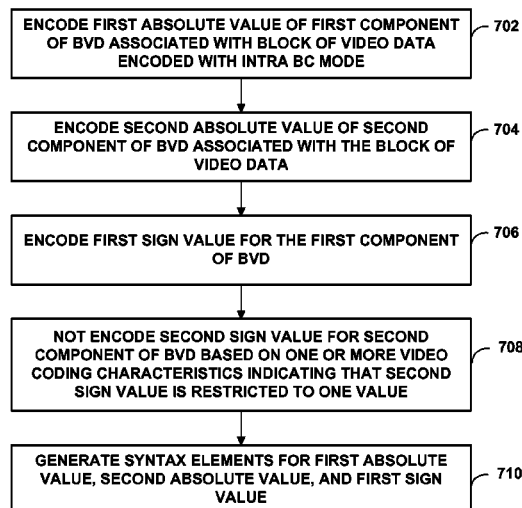 ENCODE FIRST ABSOLUTE VALUE OF FIRST COMPONENT
OF BVD ASSOCIATED WITH BLOCK OF VIDEO DATA
ENCODED WITH INTRA BC MODE
702
ENCODE SECOND ABSOLUTE VALUE OF SECOND
COMPONENT OF BVD ASSOCIATED WITH THE BLOCK OF
VIDEO DATA
704
ENCODE FIRST SIGN VALUE FOR THE FIRST COMPONENT
OF BVD
706
NOT ENCODE SECOND SIGN VALUE FOR SECOND
COMPONENT OF BVD BASED ON ONE OR MORE VIDEO
CODING CHARACTERISTICS INDICATING THAT SECOND
SIGN VALUE IS RESTRICTED TO ONE VALUE
708
GENERATE SYNTAX ELEMENTS FOR FIRST ABSOLUTE
VALUE, SECOND ABSOLUTE VALUE, AND FIRST SIGN
VALUE
710